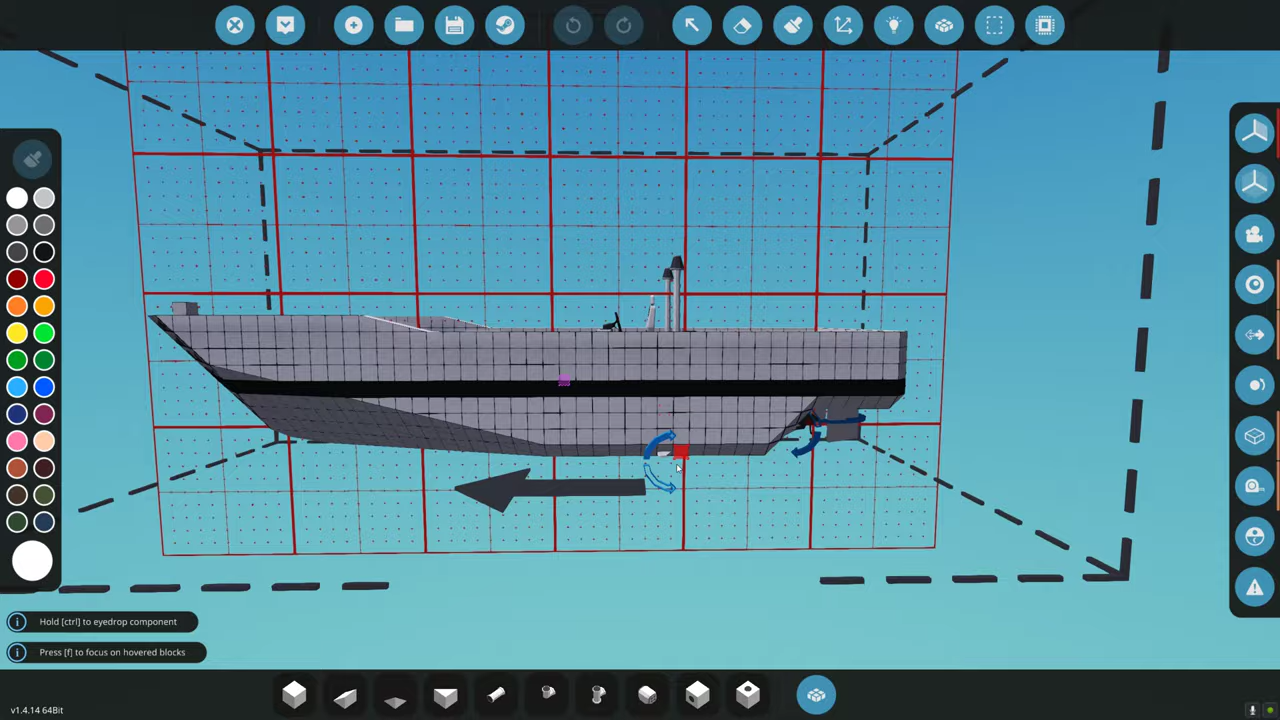 Hold [ctrl] to eyedrop component
Press [f] to focus on hovered blocks
v1.4.14 64Bit